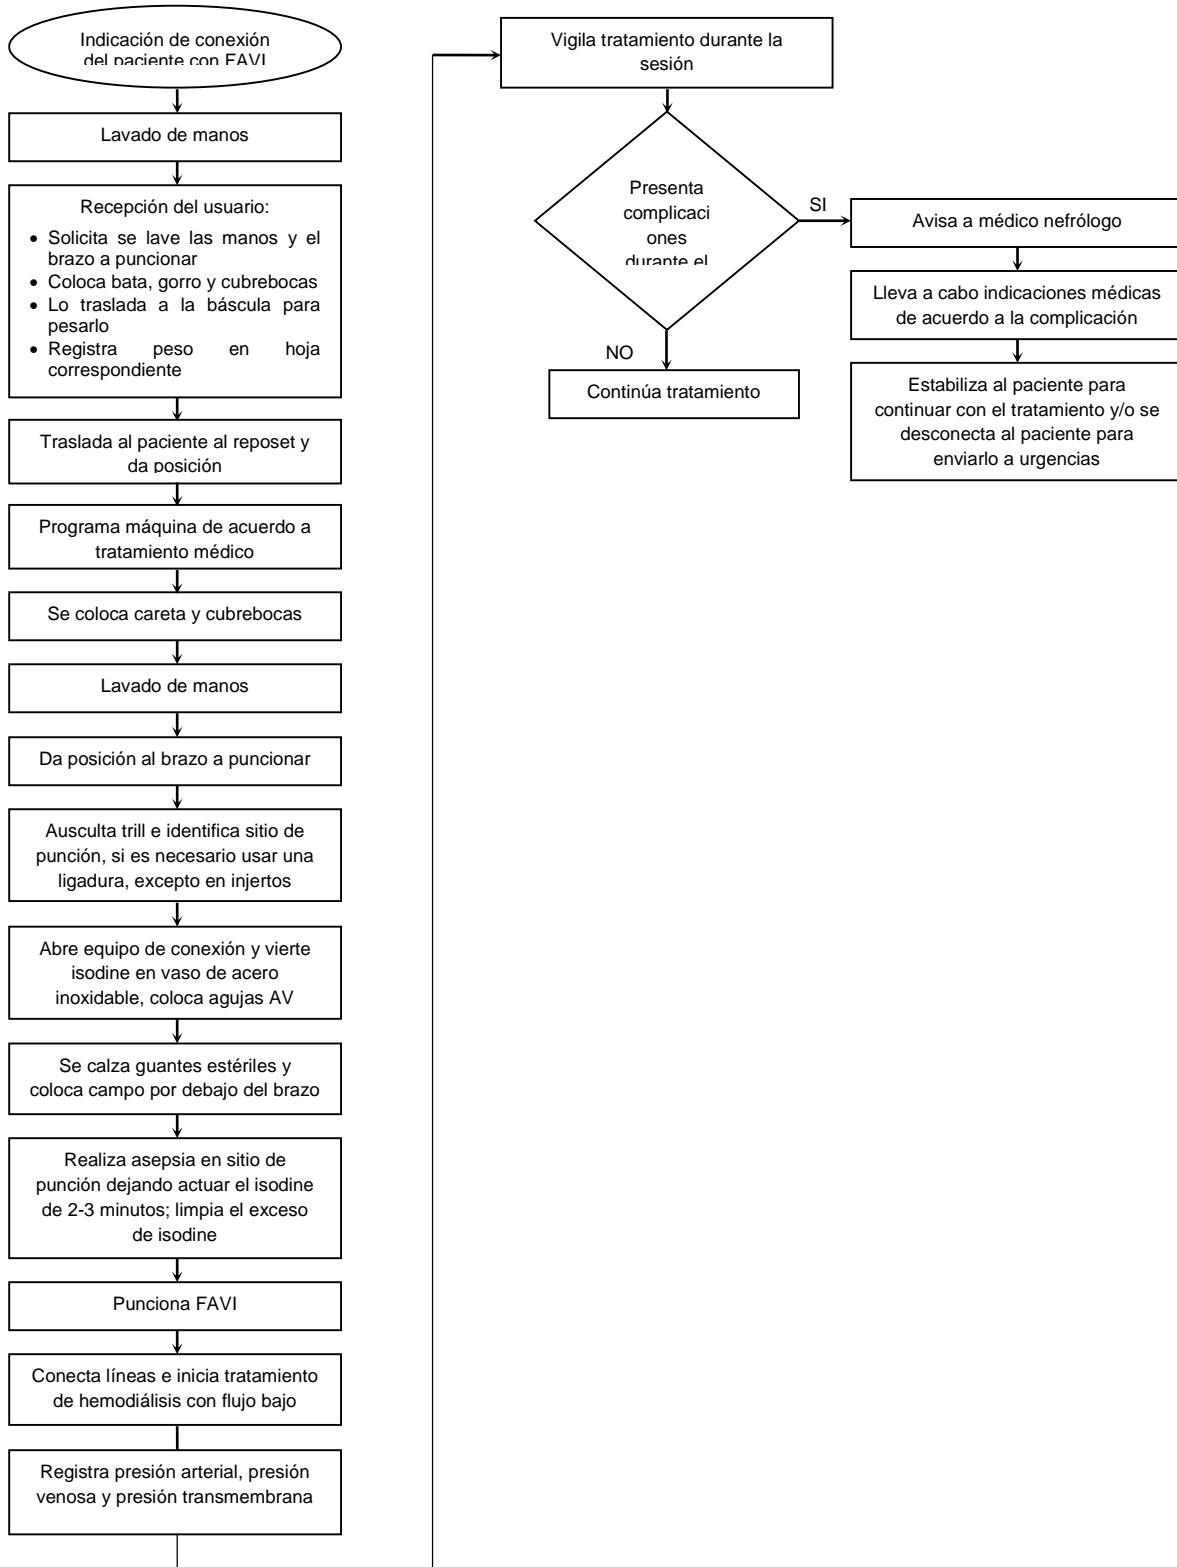 Indicación de conexión
del paciente con FAVI
Lavado de manos
Recepción del usuario:
• Solicita se lave las manos y el
brazo a puncionar
• Coloca bata, gorro y cubrebocas
• Lo traslada a la báscula para
pesarlo
• Registra peso en hoja
correspondiente
Traslada al paciente al reposet y
da posición
Programa máquina de acuerdo a
tratamiento médico
Se coloca careta y cubrebocas
Lavado de manos
Da posición al brazo a puncionar
Ausculta trill e identifica sitio de
punción, si es necesario usar una
ligadura, excepto en injertos
Abre equipo de conexión y vierte
isodine en vaso de acero
inoxidable, coloca agujas AV
Se calza guantes estériles y
coloca campo por debajo del brazo
Realiza asepsia en sitio de
punción dejando actuar el isodine
de 2-3 minutos; limpia el exceso
de isodine
Punciona FAVI
Conecta líneas e inicia tratamiento
de hemodiálisis con flujo bajo
Registra presión arterial, presión
venosa y presión transmembrana
Vigila tratamiento durante la
sesión
Presenta
complicaci
ones
durante el
SI
NO
Continúa tratamiento
Avisa a médico nefrólogo
Lleva a cabo indicaciones médicas
de acuerdo a la complicación
Estabiliza al paciente para
continuar con el tratamiento y/o se
desconecta al paciente para
enviarlo a urgencias